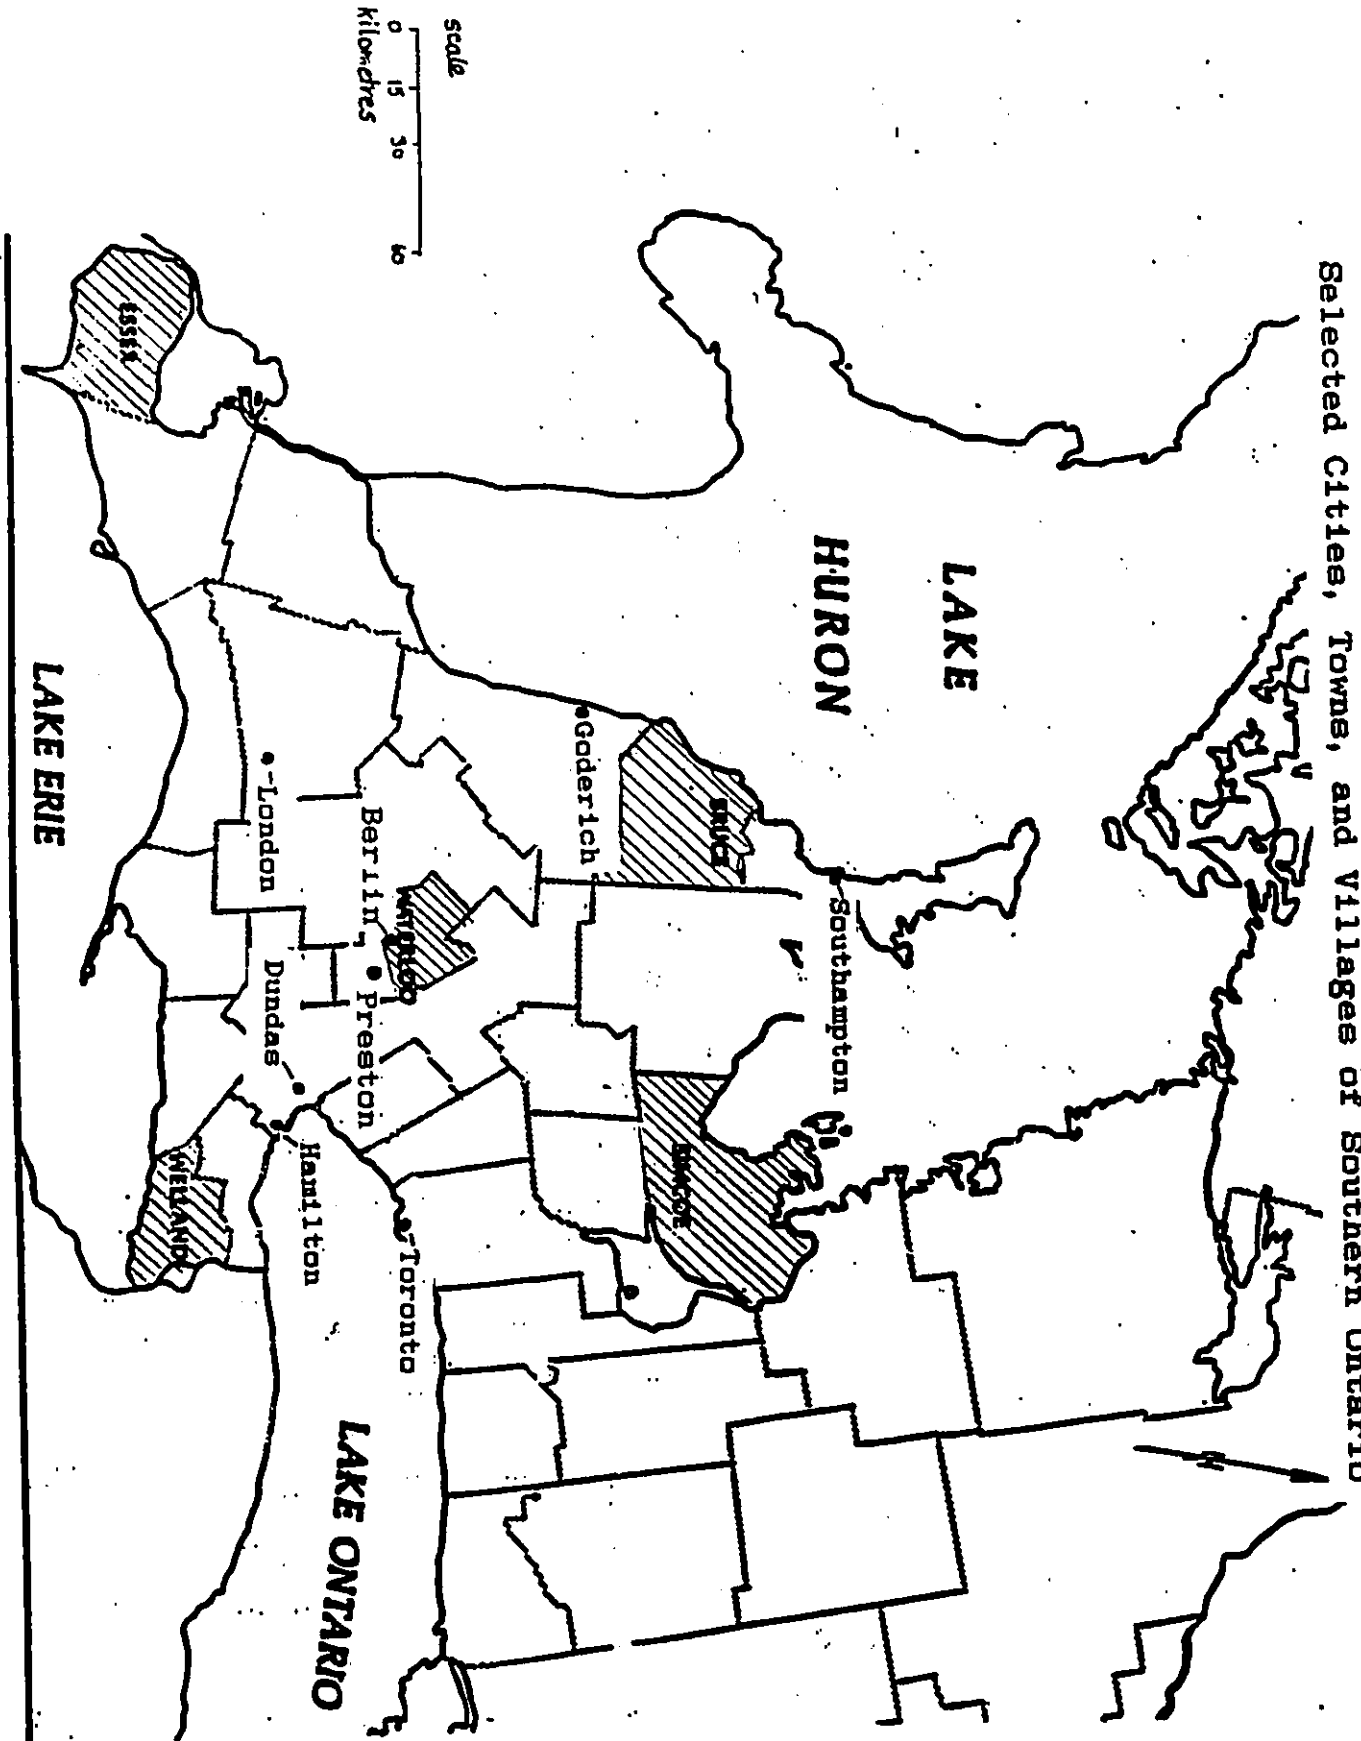 Selected Cities, Towns, and Villages of Southern Ontario
N
LAKE
HURON
Southampton
BRUCE
SIMCOE
Goderich
WATERLOO
Berlin
Preston
Toronto
London
Dundas
Hamilton
LAKE ONTARIO
ESSEX
WELLAND
LAKE ERIE
scale
0 15 30 60
kilometres